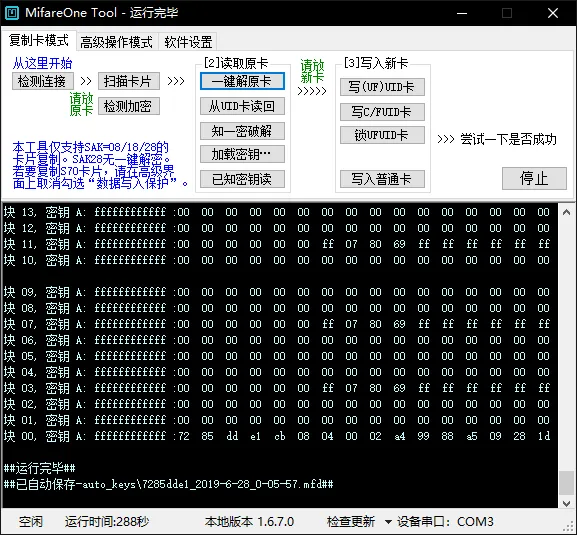 MifareOne Tool - 运行完毕
复制卡模式 高级操作模式 软件设置
从这里开始
检测连接 >> 扫描卡片 >>>
请放
原卡
检测加密
本工具仅支持SAK=08/18/28的
卡片复制。SAK28无一键解密。
若要复制S70卡片，请在高级界
面上取消勾选“数据写入保护”。
[2]读取原卡
一键解原卡
从UID卡读回
知一密破解
加载密钥…
已知密钥读
请放
新卡
>>>>>
[3]写入新卡
写(UF)UID卡
写C/FUID卡
锁UFUID卡
写入普通卡
>>> 尝试一下是否成功
停止
块 13, 密钥 A: ffffffffffff :00 00 00 00 00 00 00 00 00 00 00 00 00 00 00 00
块 12, 密钥 A: ffffffffffff :00 00 00 00 00 00 00 00 00 00 00 00 00 00 00 00
块 11, 密钥 A: ffffffffffff :00 00 00 00 00 00 ff 07 80 69 ff ff ff ff ff ff
块 10, 密钥 A: ffffffffffff :00 00 00 00 00 00 00 00 00 00 00 00 00 00 00 00
块 09, 密钥 A: ffffffffffff :00 00 00 00 00 00 00 00 00 00 00 00 00 00 00 00
块 08, 密钥 A: ffffffffffff :00 00 00 00 00 00 00 00 00 00 00 00 00 00 00 00
块 07, 密钥 A: ffffffffffff :00 00 00 00 00 00 ff 07 80 69 ff ff ff ff ff ff
块 06, 密钥 A: ffffffffffff :00 00 00 00 00 00 00 00 00 00 00 00 00 00 00 00
块 05, 密钥 A: ffffffffffff :00 00 00 00 00 00 00 00 00 00 00 00 00 00 00 00
块 04, 密钥 A: ffffffffffff :00 00 00 00 00 00 00 00 00 00 00 00 00 00 00 00
块 03, 密钥 A: ffffffffffff :00 00 00 00 00 00 ff 07 80 69 ff ff ff ff ff ff
块 02, 密钥 A: ffffffffffff :00 00 00 00 00 00 00 00 00 00 00 00 00 00 00 00
块 01, 密钥 A: ffffffffffff :00 00 00 00 00 00 00 00 00 00 00 00 00 00 00 00
块 00, 密钥 A: ffffffffffff :72 85 dd e1 cb 08 04 00 02 a4 99 88 a5 09 28 1d
##运行完毕##
##已自动保存-auto_keys\7285dde1_2019-6-28_0-05-57.mfd##
空闲 运行时间:288秒 本地版本 1.6.7.0 检查更新 设备串口: COM3